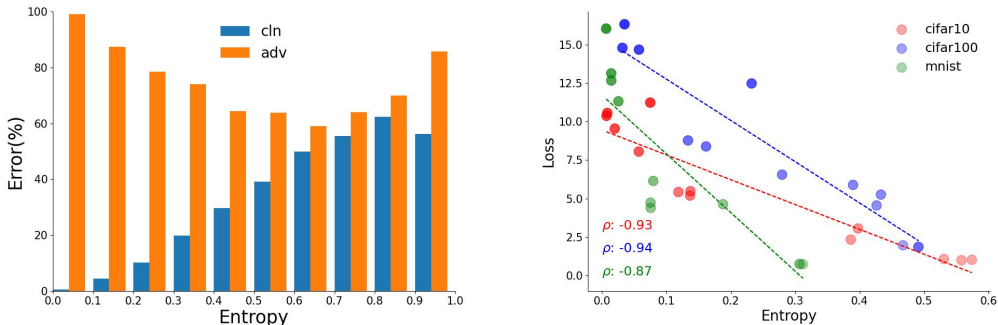 100
80
60
40
20
0
Error(%)
cln
adv
0.0 0.1 0.2 0.3 0.4 0.5 0.6 0.7 0.8 0.9 1.0
Entropy
15.0
12.5
10.0
7.5
5.0
2.5
0.0
Loss
cifar10
cifar100
mnist
ρ: -0.93
ρ: -0.94
ρ: -0.87
0.0 0.1 0.2 0.3 0.4 0.5 0.6
Entropy